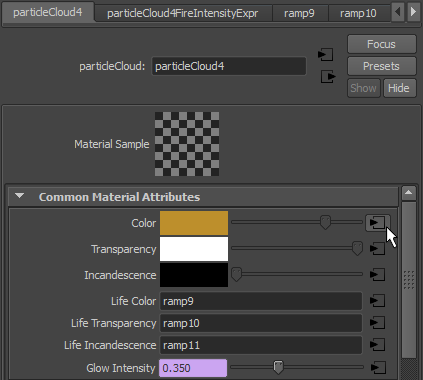 particleCloud4 particleCloud4FireIntensityExpr ramp9 ramp10
Focus
particleCloud: particleCloud4 Presets
Show Hide
Material Sample
Common Material Attributes
Color
Transparency
Incandescence
Life Color ramp9
Life Transparency ramp10
Life Incandescence ramp11
Glow Intensity 0.350